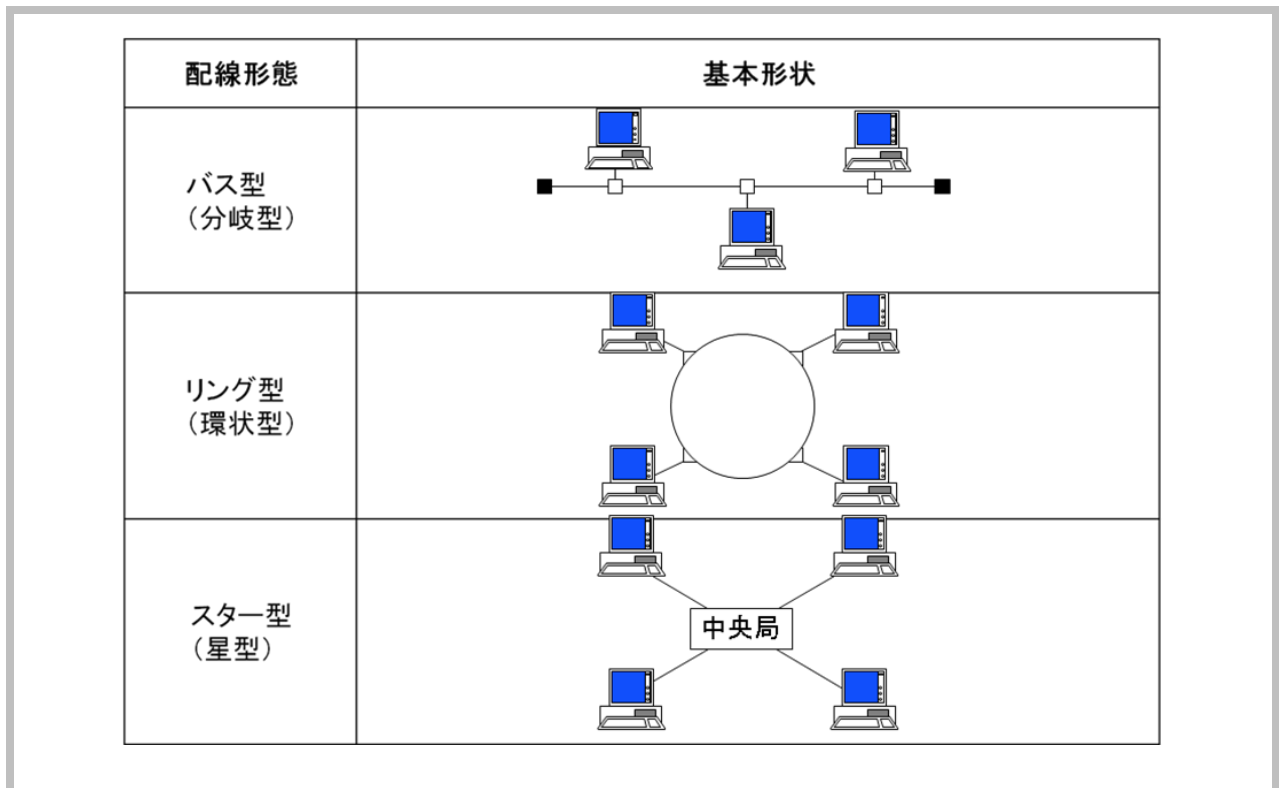 配線形態
基本形状
バス型
（分岐型）
リング型
（環状型）
スター型
（星型）
中央局